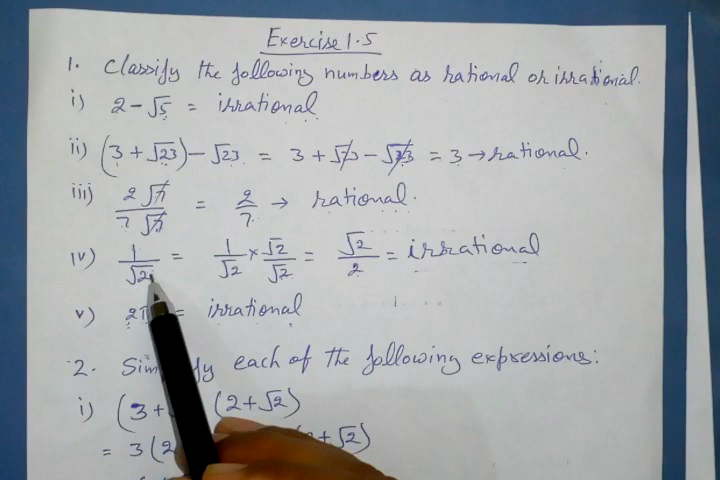 Exercise 1.5
1. Classify the following numbers as rational or irrational.
i) 2 - √5 = irrational
ii) (3 + √23) - √23 = 3 + √23 - √23 = 3 → rational.
iii) 2√7 / 7√7 = 2/7 → rational.
iv) 1/√2 = 1/√2 × √2/√2 = √2/2 = irrational
v) 2π = irrational
2. Simplify each of the following expressions:
i) (3 + (2 + √2)
= 3(2 + √2)